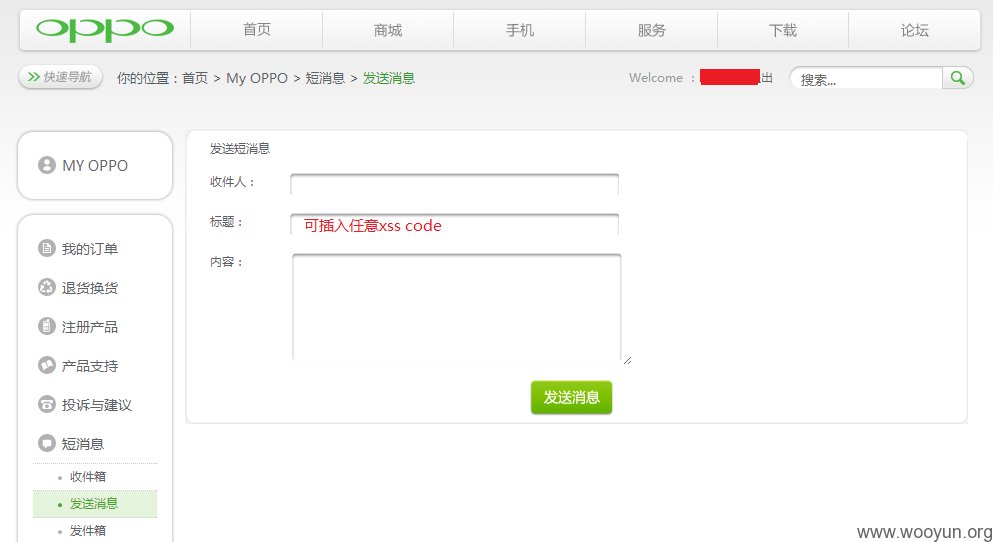 oppo 首页 商城 手机 服务 下载 论坛
快速导航 你的位置：首页 > My OPPO > 短消息 > 发送消息 Welcome ： 出 搜索...
MY OPPO
我的订单
退货换货
注册产品
产品支持
投诉与建议
短消息
收件箱
发送消息
发件箱
发送短消息
收件人：
标题： 可插入任意xss code
内容：
发送消息
www.wooyun.org